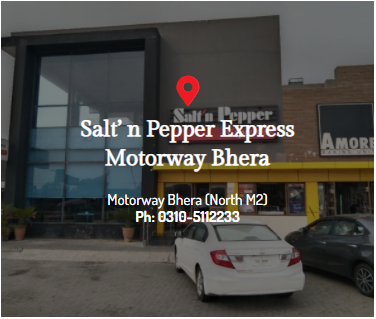 Salt'n Pepper
AMORE
Salt' n Pepper Express
Motorway Bhera
Motorway Bhera (North M2)
Ph: 0310-5112233